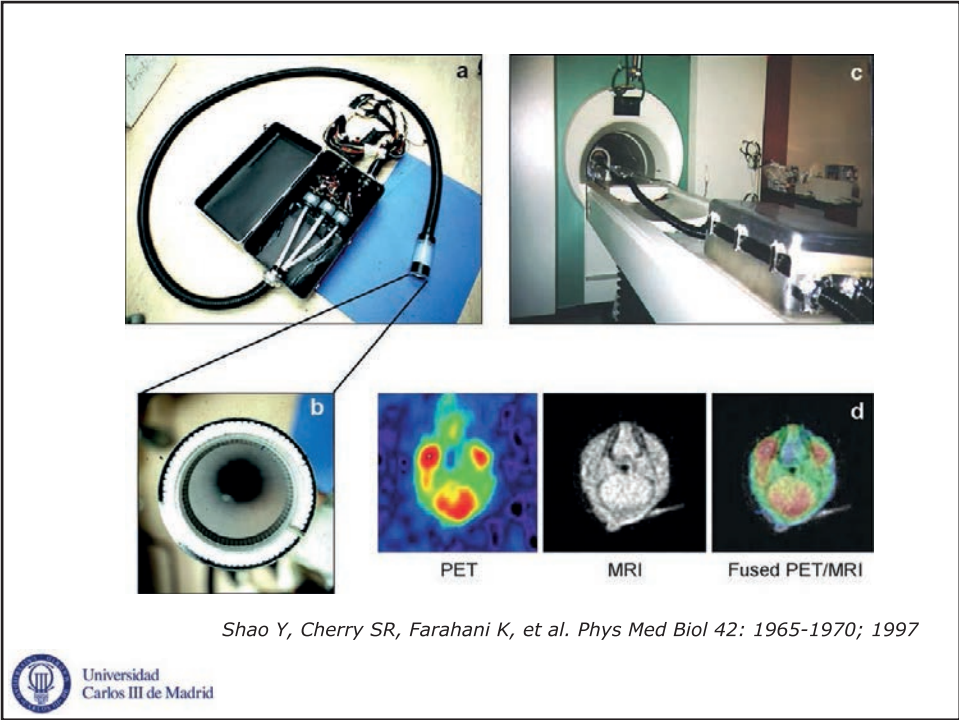 a
c
b
d
PET
MRI
Fused PET/MRI
Shao Y, Cherry SR, Farahani K, et al. Phys Med Biol 42: 1965-1970; 1997
Universidad
Carlos III de Madrid